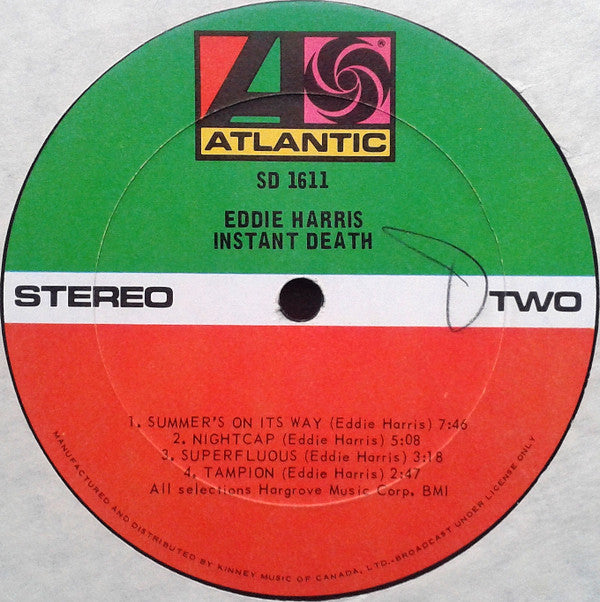 ATLANTIC
SD 1611
EDDIE HARRIS
INSTANT DEATH
STEREO
TWO
1. SUMMER'S ON ITS WAY (Eddie Harris) 7:46
2. NIGHTCAP (Eddie Harris) 5:08
3. SUPERFLUOUS (Eddie Harris) 3:18
4. TAMPION (Eddie Harris) 2:47
All selections Hargrove Music Corp. BMI
MANUFACTURED AND DISTRIBUTED BY KINNEY MUSIC OF CANADA, LTD.-BROADCAST UNDER LICENSE ONLY